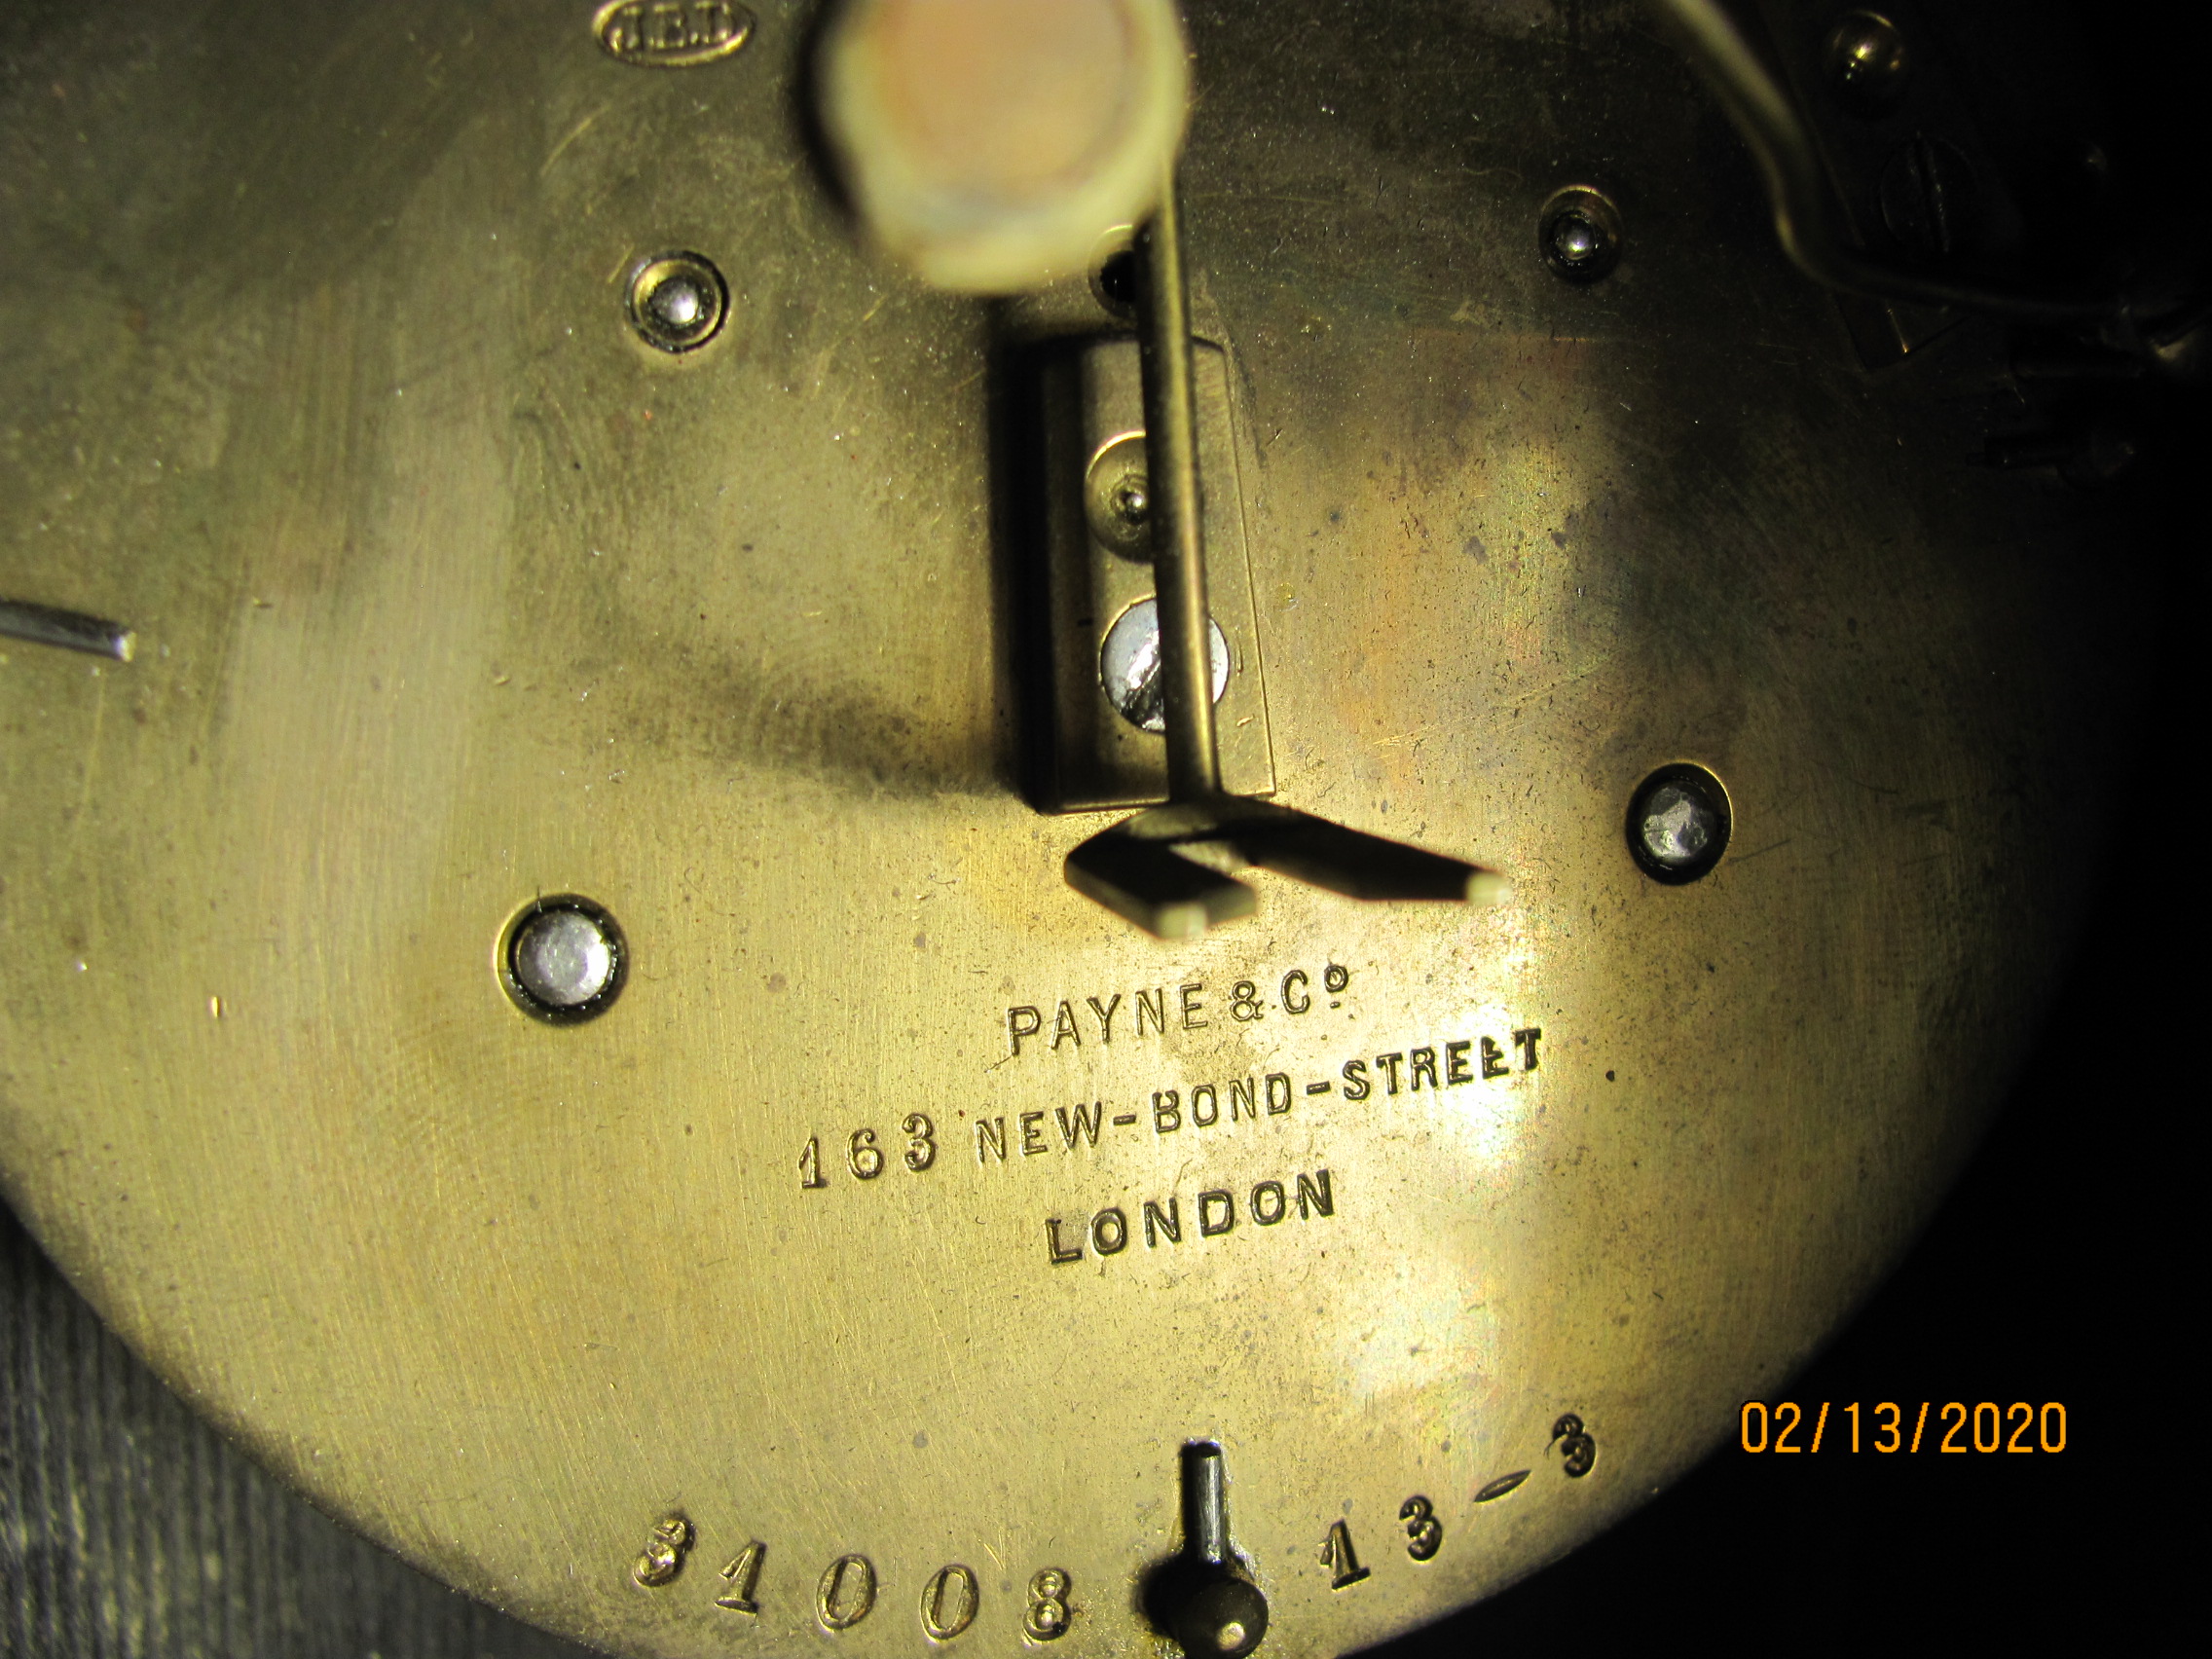 J.B.D
PAYNE & Cº
163 NEW-BOND-STREET
LONDON
31008 13-3
02/13/2020